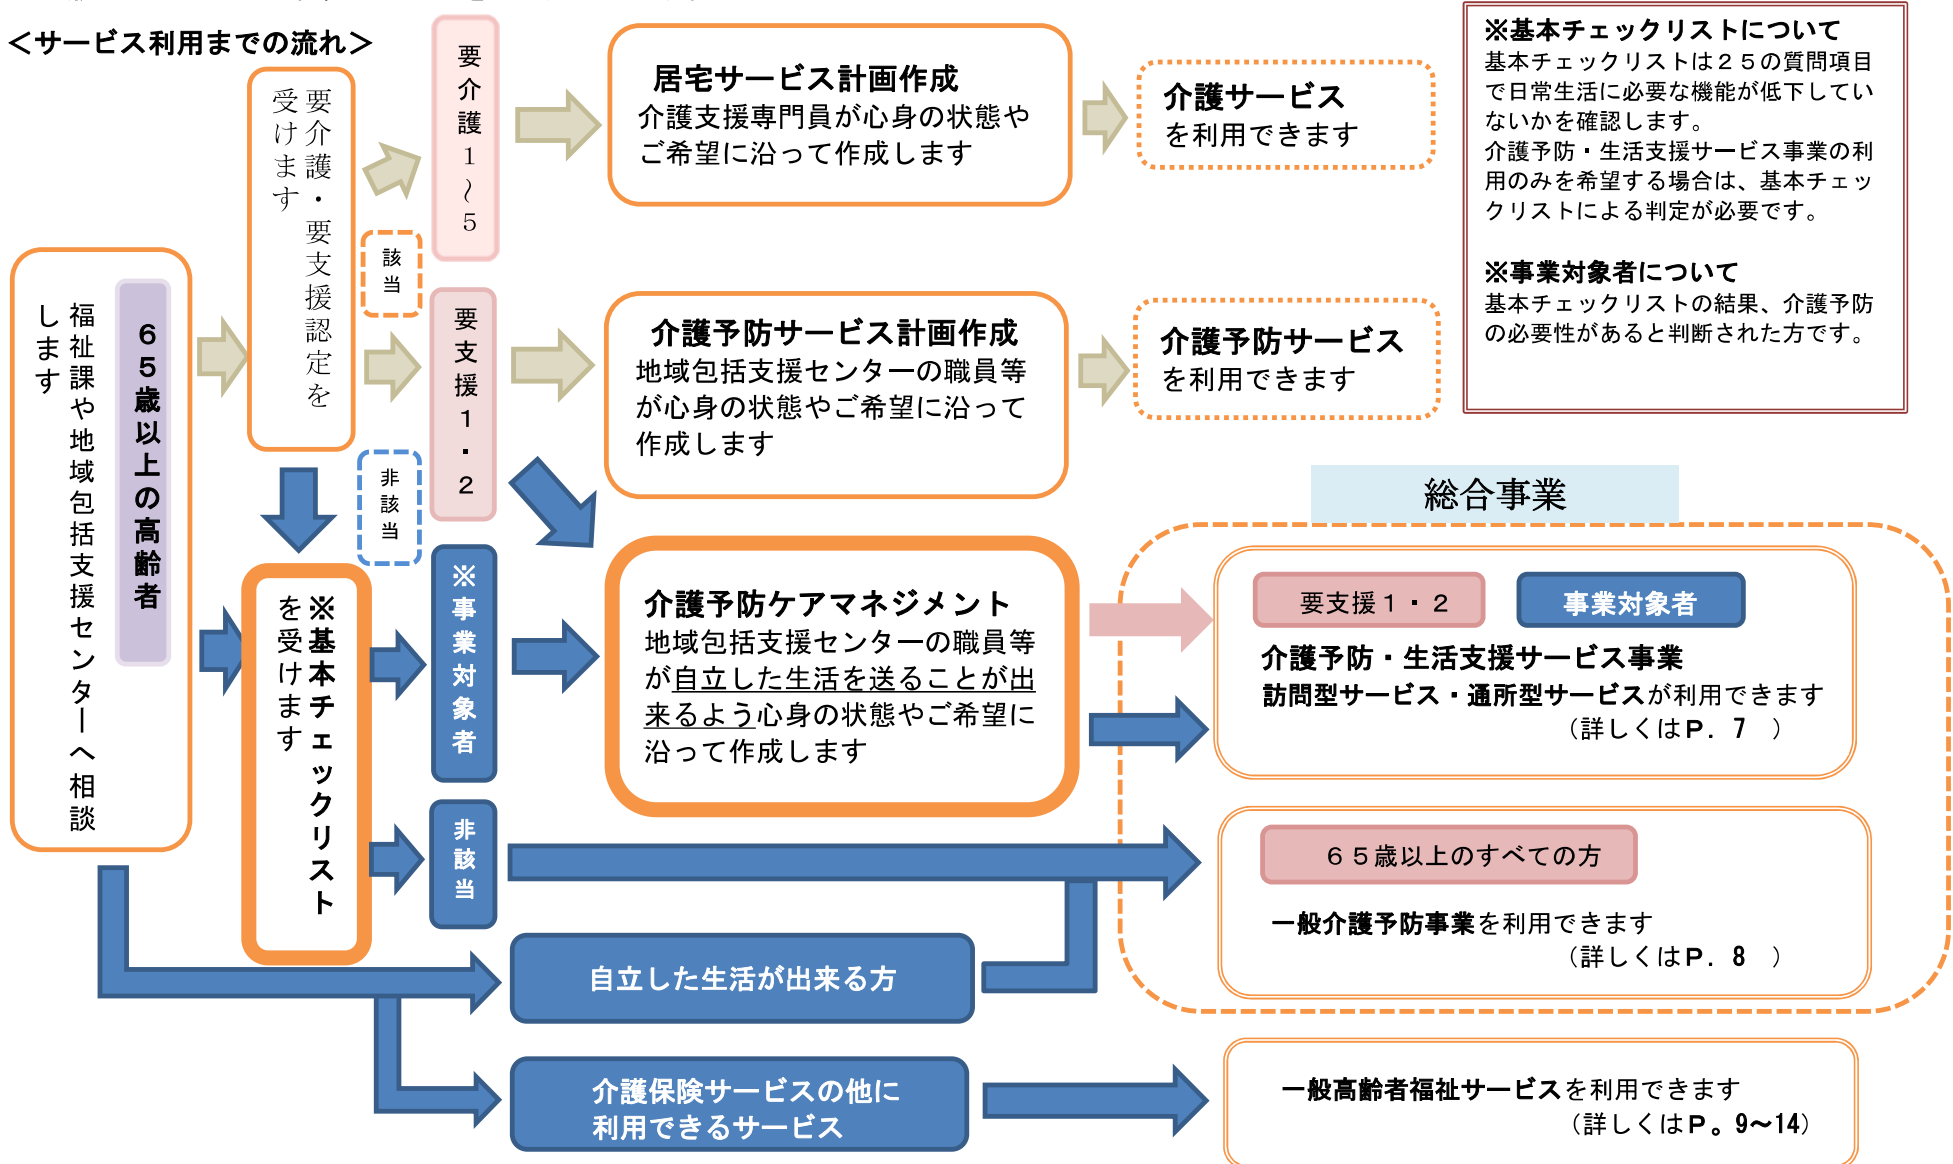 ＜サービス利用までの流れ＞
６５歳以上の高齢者
福祉課や地域包括支援センターへ相談
します
要介護・要支援認定を
受けます
該当
非該当
要介護１～５
居宅サービス計画作成
介護支援専門員が心身の状態や
ご希望に沿って作成します
介護サービス
を利用できます
要支援１・２
介護予防サービス計画作成
地域包括支援センターの職員等
が心身の状態やご希望に沿って
作成します
介護予防サービス
を利用できます
※基本チェックリスト
を受けます
※事業対象者
非該当
介護予防ケアマネジメント
地域包括支援センターの職員等
が自立した生活を送ることが出
来るよう心身の状態やご希望に
沿って作成します
自立した生活が出来る方
介護保険サービスの他に
利用できるサービス
※基本チェックリストについて
基本チェックリストは２５の質問項目
で日常生活に必要な機能が低下してい
ないかを確認します。
介護予防・生活支援サービス事業の利
用のみを希望する場合は、基本チェッ
クリストによる判定が必要です。
※事業対象者について
基本チェックリストの結果、介護予防
の必要性があると判断された方です。
総合事業
要支援１・２　事業対象者
介護予防・生活支援サービス事業
訪問型サービス・通所型サービスが利用できます
（詳しくはＰ．７　）
６５歳以上のすべての方
一般介護予防事業を利用できます
（詳しくはＰ．８　）
一般高齢者福祉サービスを利用できます
（詳しくはＰ。9～14）